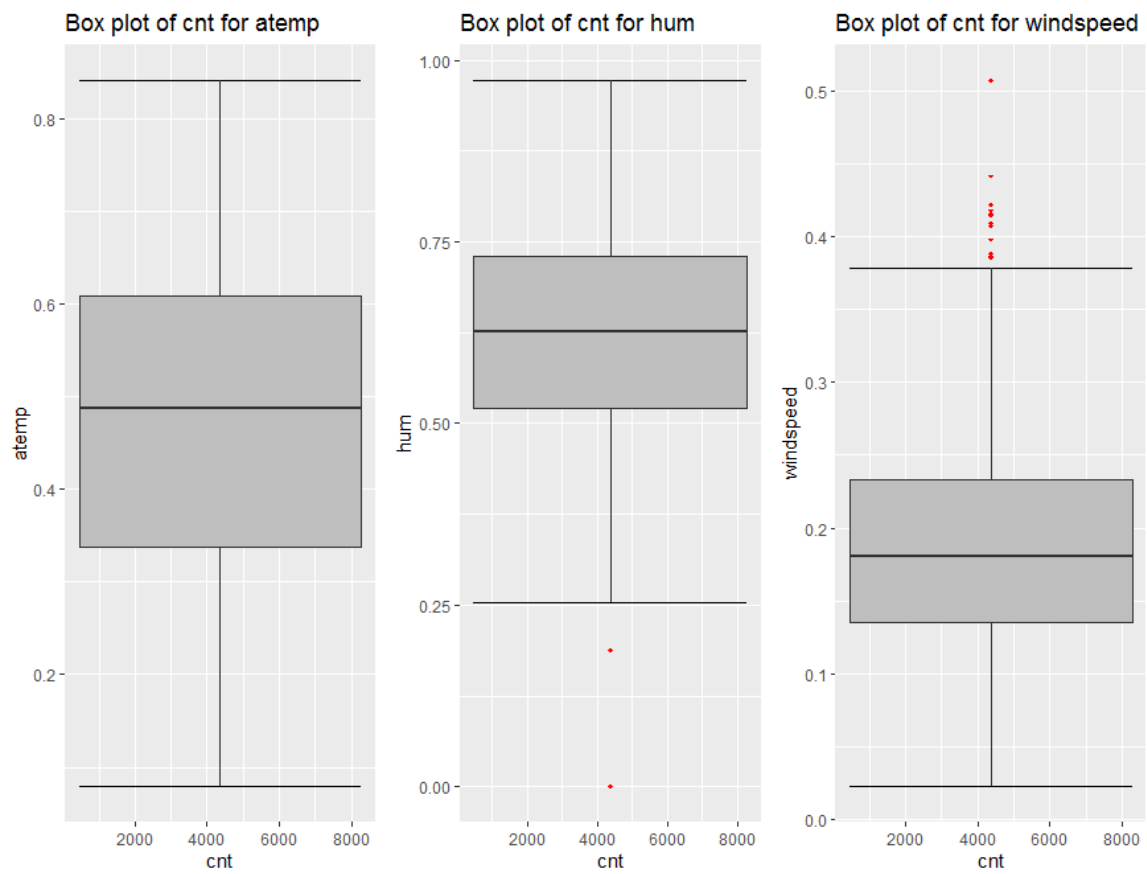 Box plot of cnt for atemp
atemp
0.8
0.6
0.4
0.2
2000 4000 6000 8000
cnt
Box plot of cnt for hum
hum
1.00
0.75
0.50
0.25
0.00
2000 4000 6000 8000
cnt
Box plot of cnt for windspeed
windspeed
0.5
0.4
0.3
0.2
0.1
0.0
2000 4000 6000 8000
cnt